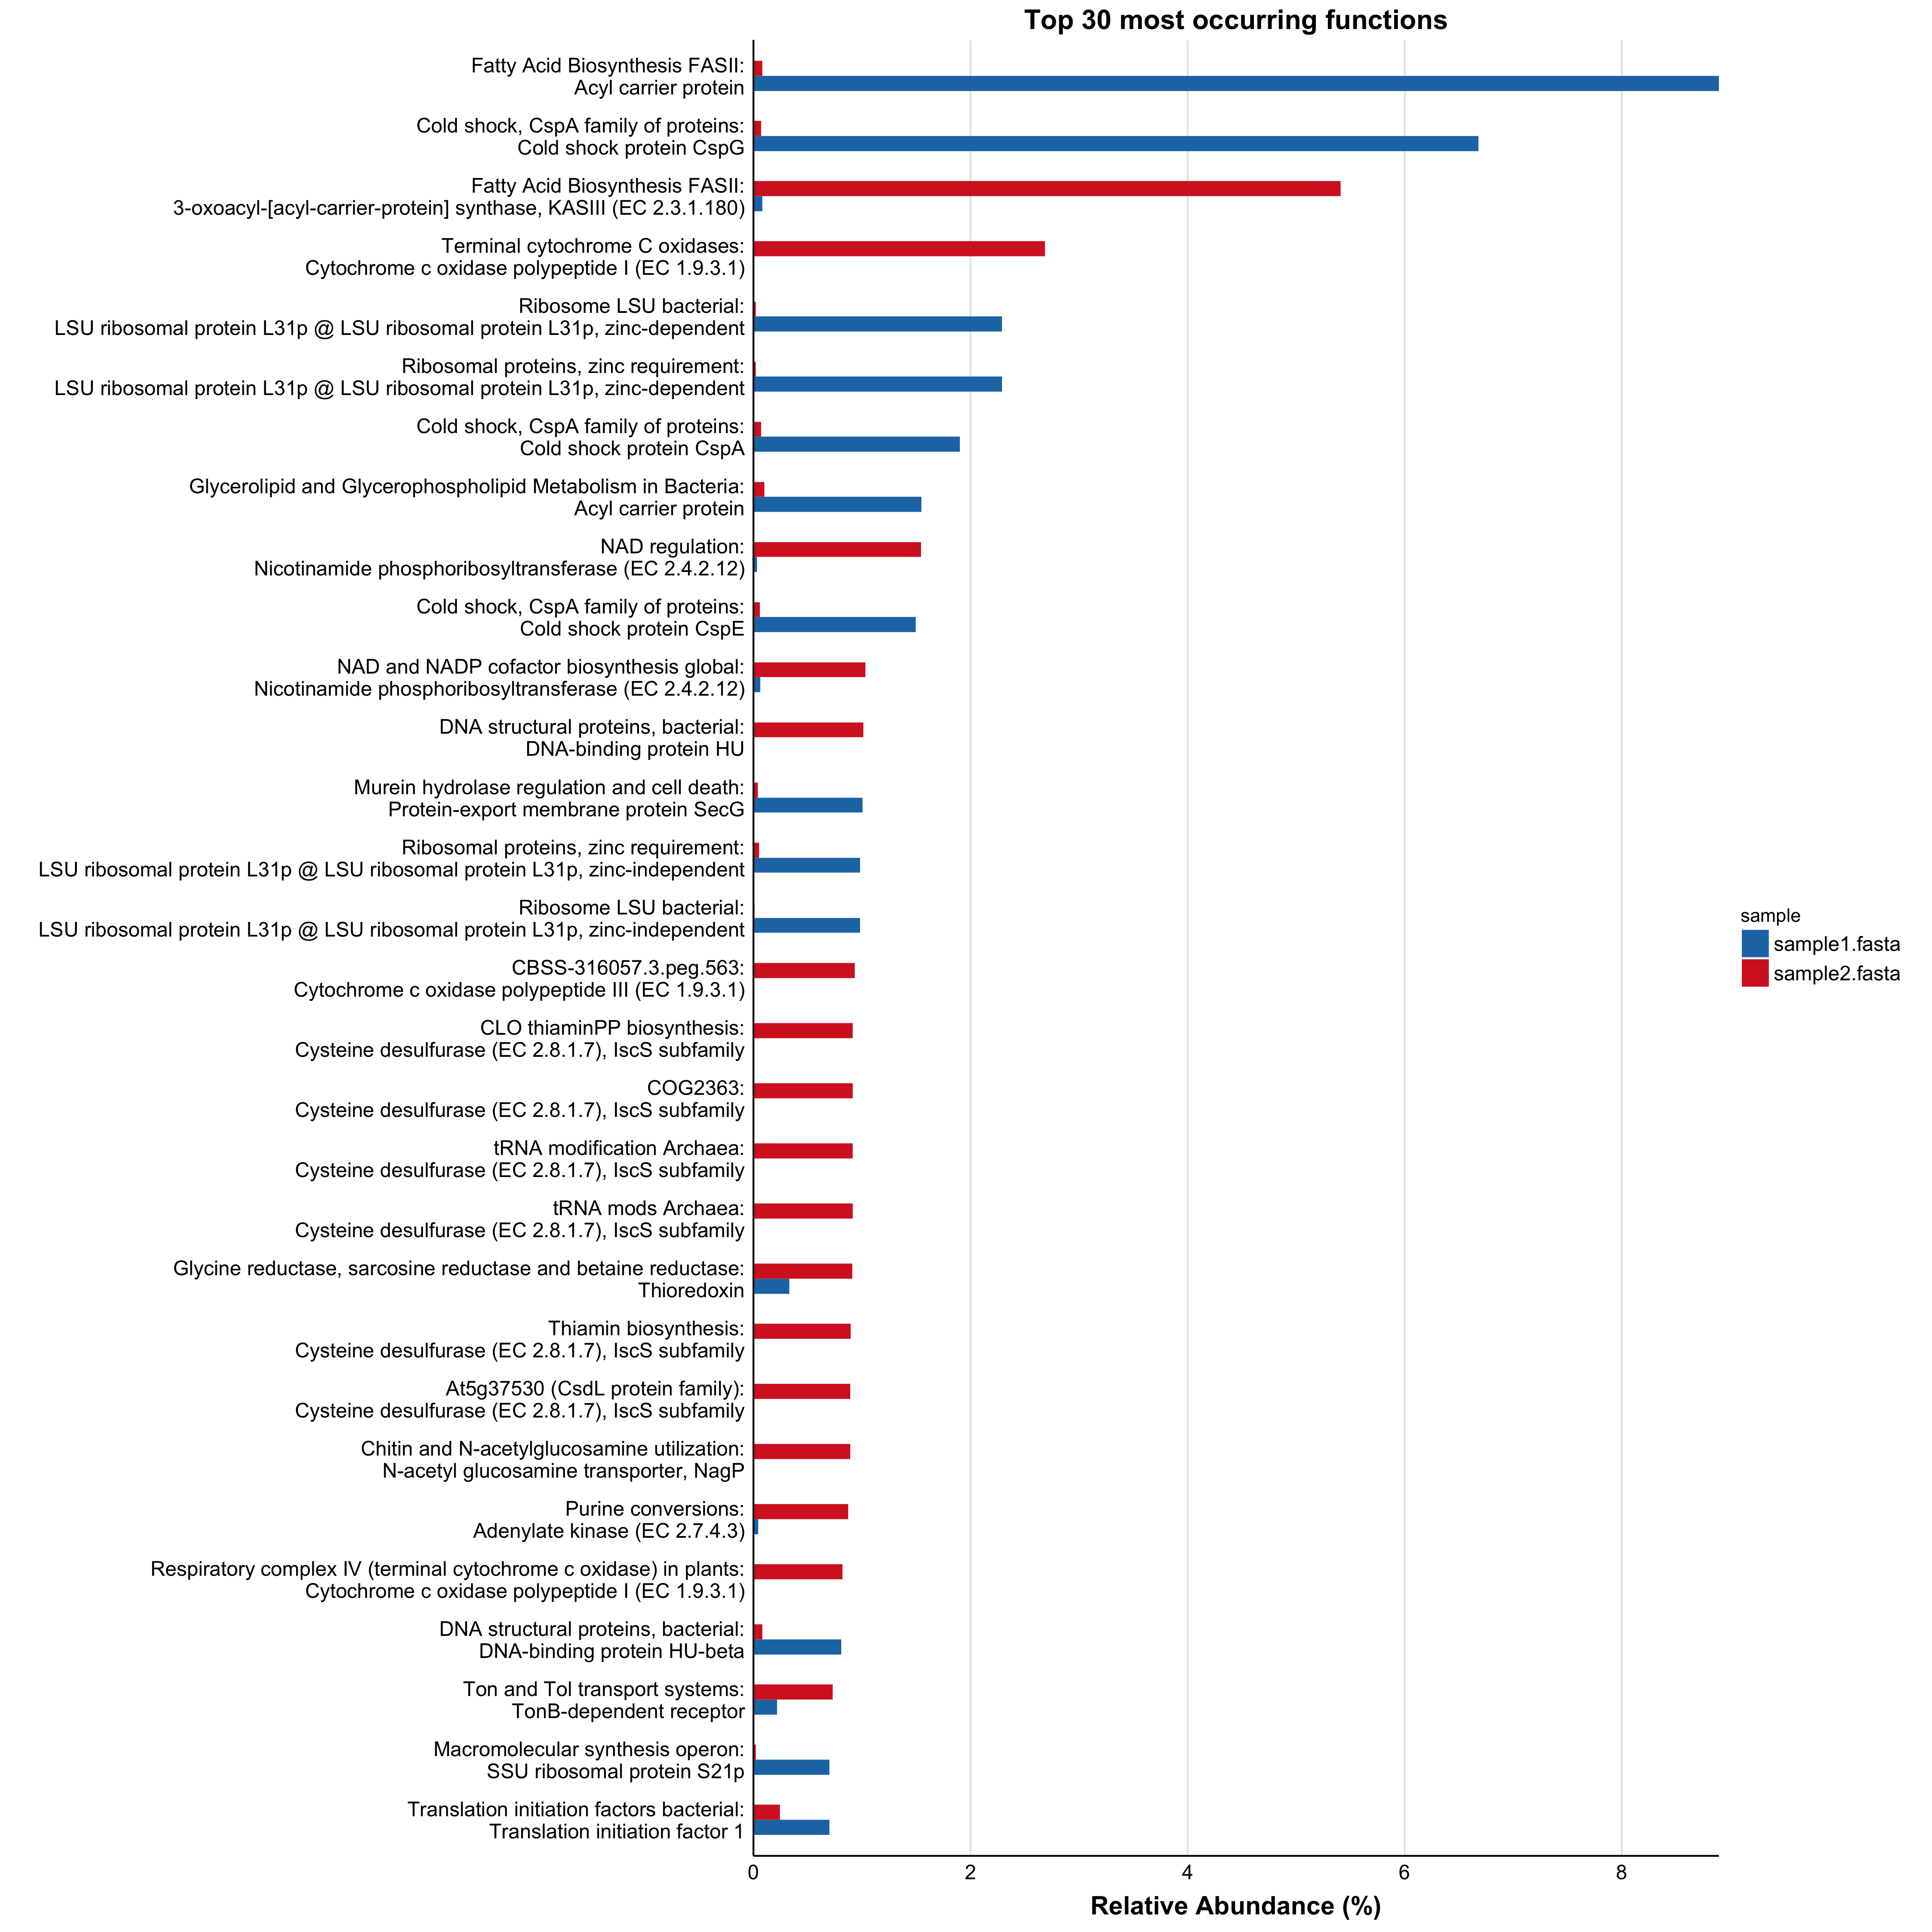 Top 30 most occurring functions
Fatty Acid Biosynthesis FASII:
Acyl carrier protein
Cold shock, CspA family of proteins:
Cold shock protein CspG
Fatty Acid Biosynthesis FASII:
3-oxoacyl-[acyl-carrier-protein] synthase, KASIII (EC 2.3.1.180)
Terminal cytochrome C oxidases:
Cytochrome c oxidase polypeptide I (EC 1.9.3.1)
Ribosome LSU bacterial:
LSU ribosomal protein L31p @ LSU ribosomal protein L31p, zinc-dependent
Ribosomal proteins, zinc requirement:
LSU ribosomal protein L31p @ LSU ribosomal protein L31p, zinc-dependent
Cold shock, CspA family of proteins:
Cold shock protein CspA
Glycerolipid and Glycerophospholipid Metabolism in Bacteria:
Acyl carrier protein
NAD regulation:
Nicotinamide phosphoribosyltransferase (EC 2.4.2.12)
Cold shock, CspA family of proteins:
Cold shock protein CspE
NAD and NADP cofactor biosynthesis global:
Nicotinamide phosphoribosyltransferase (EC 2.4.2.12)
DNA structural proteins, bacterial:
DNA-binding protein HU
Murein hydrolase regulation and cell death:
Protein-export membrane protein SecG
Ribosomal proteins, zinc requirement:
LSU ribosomal protein L31p @ LSU ribosomal protein L31p, zinc-independent
Ribosome LSU bacterial:
LSU ribosomal protein L31p @ LSU ribosomal protein L31p, zinc-independent
CBSS-316057.3.peg.563:
Cytochrome c oxidase polypeptide III (EC 1.9.3.1)
CLO thiaminPP biosynthesis:
Cysteine desulfurase (EC 2.8.1.7), IscS subfamily
COG2363:
Cysteine desulfurase (EC 2.8.1.7), IscS subfamily
tRNA modification Archaea:
Cysteine desulfurase (EC 2.8.1.7), IscS subfamily
tRNA mods Archaea:
Cysteine desulfurase (EC 2.8.1.7), IscS subfamily
Glycine reductase, sarcosine reductase and betaine reductase:
Thioredoxin
Thiamin biosynthesis:
Cysteine desulfurase (EC 2.8.1.7), IscS subfamily
At5g37530 (CsdL protein family):
Cysteine desulfurase (EC 2.8.1.7), IscS subfamily
Chitin and N-acetylglucosamine utilization:
N-acetyl glucosamine transporter, NagP
Purine conversions:
Adenylate kinase (EC 2.7.4.3)
Respiratory complex IV (terminal cytochrome c oxidase) in plants:
Cytochrome c oxidase polypeptide I (EC 1.9.3.1)
DNA structural proteins, bacterial:
DNA-binding protein HU-beta
Ton and Tol transport systems:
TonB-dependent receptor
Macromolecular synthesis operon:
SSU ribosomal protein S21p
Translation initiation factors bacterial:
Translation initiation factor 1
0 2 4 6 8
Relative Abundance (%)
sample
sample1.fasta
sample2.fasta